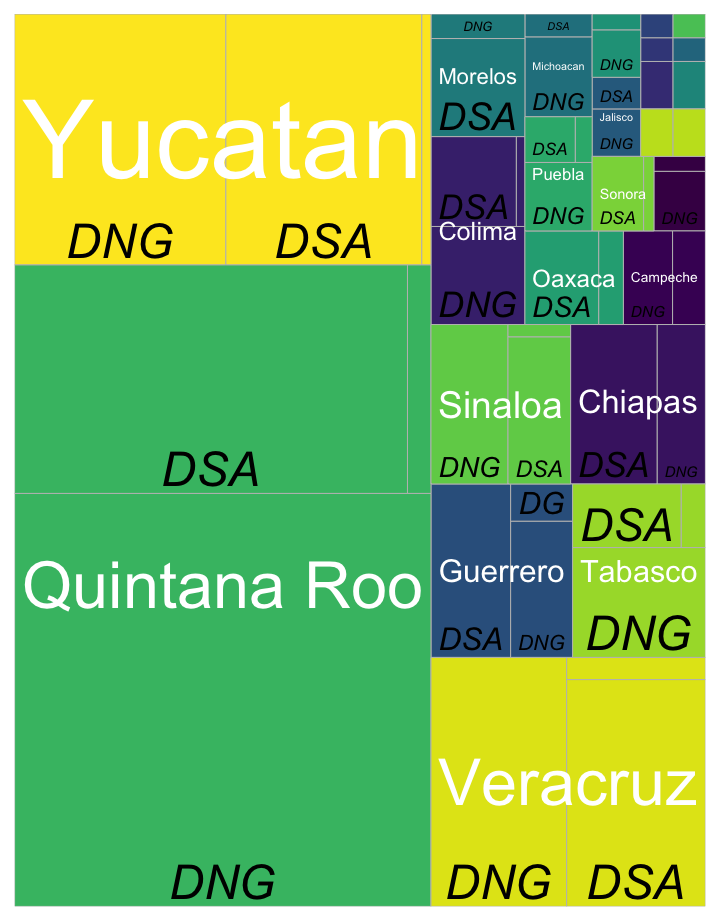 Yucatan
DNG
DSA
DSA
Quintana Roo
DNG
DNG
Morelos
DSA
DSA
Michoacan
DNG
DNG
DSA
Jalisco
DNG
DSA
Puebla
DNG
Sonora
DSA
DNG
DSA
Colima
DNG
Oaxaca
DSA
Campeche
DNG
Sinaloa
DNG
DSA
Chiapas
DSA
DNG
Guerrero
DSA
DG
DNG
DSA
Tabasco
DNG
Veracruz
DNG
DSA